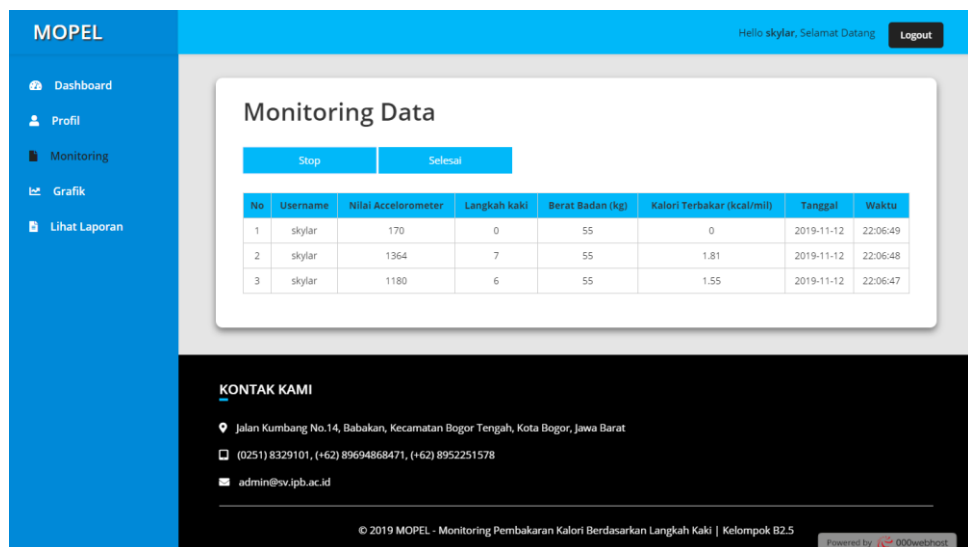 MOPEL
Hello skylar, Selamat Datang
Logout
Dashboard
Profil
Monitoring
Grafik
Lihat Laporan
Monitoring Data
Stop
Selesai
No Username Nilai Accelorometer Langkah kaki Berat Badan (kg) Kalori Terbakar (kcal/mil) Tanggal Waktu
1 skylar 170 0 55 0 2019-11-12 22:06:49
2 skylar 1364 7 55 1.81 2019-11-12 22:06:48
3 skylar 1180 6 55 1.55 2019-11-12 22:06:47
KONTAK KAMI
Jalan Kumbang No.14, Babakan, Kecamatan Bogor Tengah, Kota Bogor, Jawa Barat
(0251) 8329101, (+62) 89694868471, (+62) 8952251578
admin@sv.ipb.ac.id
© 2019 MOPEL - Monitoring Pembakaran Kalori Berdasarkan Langkah Kaki | Kelompok B2.5
Powered by 000webhost